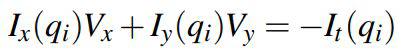 I_x(q_i)V_x + I_y(q_i)V_y = −I_t(q_i)